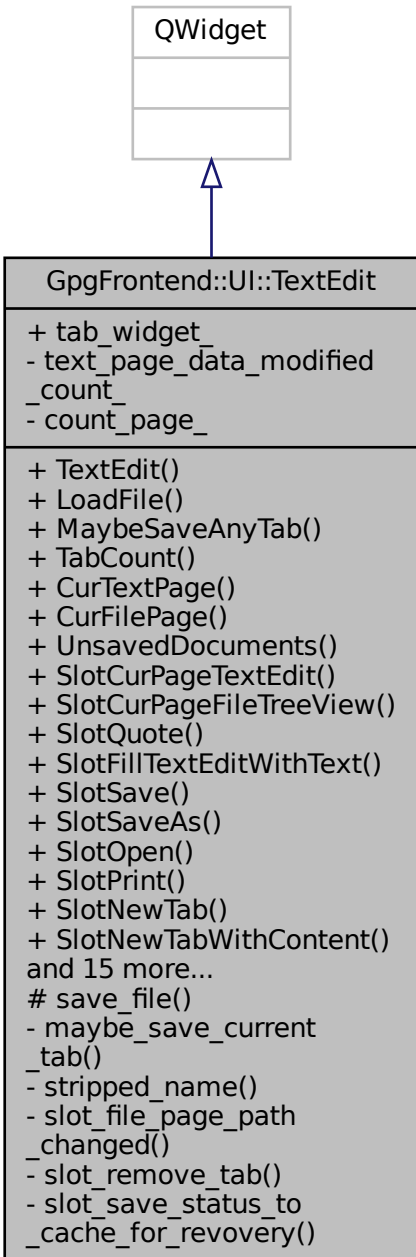 QWidget
GpgFrontend::UI::TextEdit
+ tab_widget_
- text_page_data_modified
_count_
- count_page_
+ TextEdit()
+ LoadFile()
+ MaybeSaveAnyTab()
+ TabCount()
+ CurTextPage()
+ CurFilePage()
+ UnsavedDocuments()
+ SlotCurPageTextEdit()
+ SlotCurPageFileTreeView()
+ SlotQuote()
+ SlotFillTextEditWithText()
+ SlotSave()
+ SlotSaveAs()
+ SlotOpen()
+ SlotPrint()
+ SlotNewTab()
+ SlotNewTabWithContent()
and 15 more...
# save_file()
- maybe_save_current
_tab()
- stripped_name()
- slot_file_page_path
_changed()
- slot_remove_tab()
- slot_save_status_to
_cache_for_revovery()